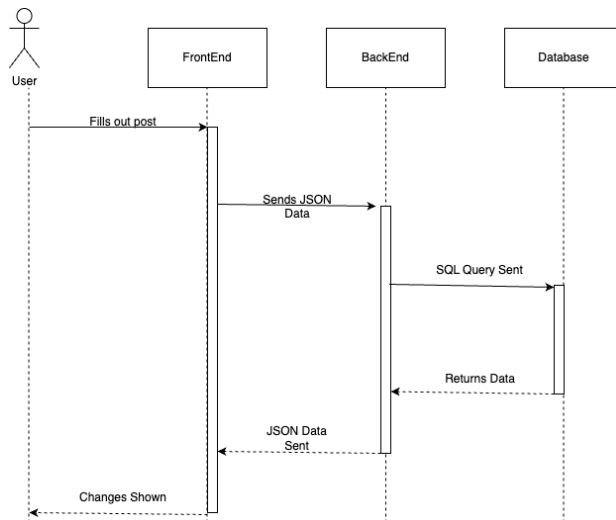 User
FrontEnd
BackEnd
Database
Fills out post
Sends JSON
Data
SQL Query Sent
Returns Data
JSON Data
Sent
Changes Shown